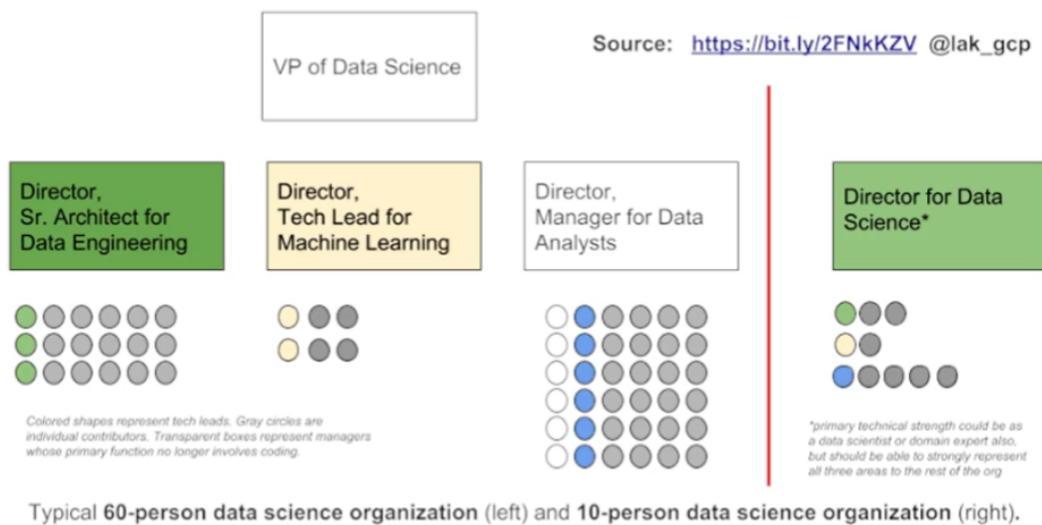 Source: https://bit.ly/2FNkKZV @lak_gcp
VP of Data Science
Director,
Sr. Architect for
Data Engineering
Director,
Tech Lead for
Machine Learning
Director,
Manager for Data
Analysts
Director for Data
Science*
Colored shapes represent tech leads. Gray circles are
individual contributors. Transparent boxes represent managers
whose primary function no longer involves coding.
*primary technical strength could be as
a data scientist or domain expert also,
but should be able to strongly represent
all three areas to the rest of the org
Typical 60-person data science organization (left) and 10-person data science organization (right).